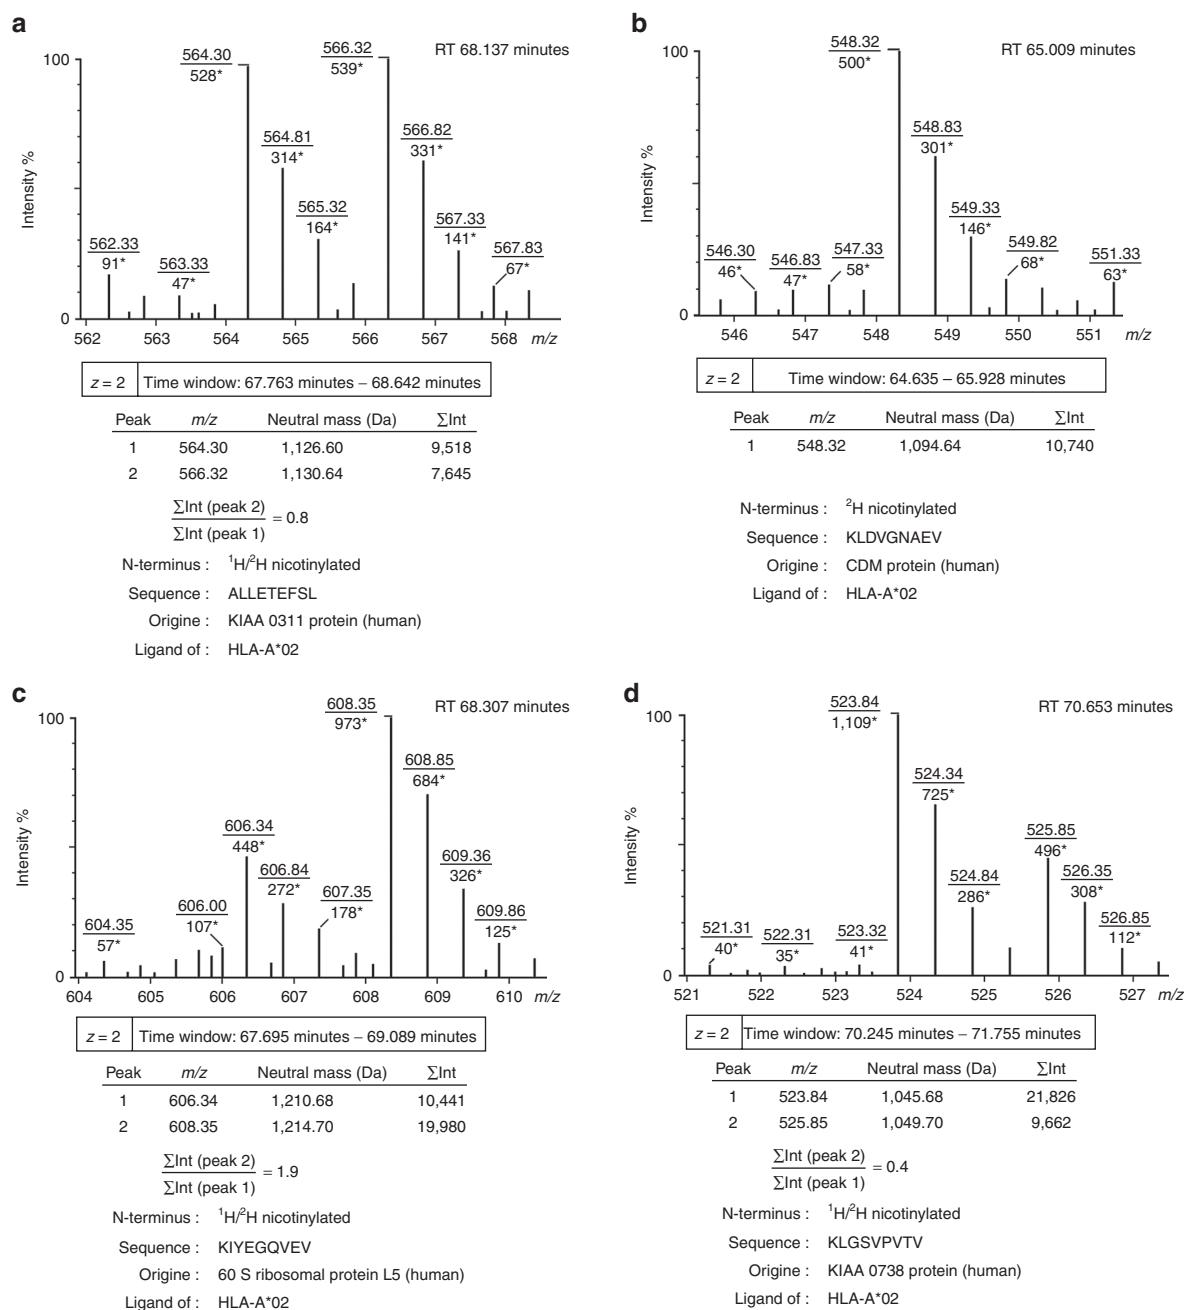 a
RT 68.137 minutes
100
0
Intensity %
564.30
528*
566.32
539*
564.81
314*
566.82
331*
565.32
164*
567.33
141*
562.33
91*
563.33
47*
567.83
67*
562 563 564 565 566 567 568 m/z
z = 2 Time window: 67.763 minutes – 68.642 minutes
Peak m/z Neutral mass (Da) ∑Int
1 564.30 1,126.60 9,518
2 566.32 1,130.64 7,645
∑Int (peak 2)
∑Int (peak 1)
= 0.8
N-terminus : ¹H/²H nicotinylated
Sequence : ALLETEFSL
Origine : KIAA 0311 protein (human)
Ligand of : HLA-A*02
b
RT 65.009 minutes
100
0
Intensity %
548.32
500*
548.83
301*
549.33
146*
546.30
46*
546.83
47*
547.33
58*
549.82
68*
551.33
63*
546 547 548 549 550 551 m/z
z = 2 Time window: 64.635 – 65.928 minutes
Peak m/z Neutral mass (Da) ∑Int
1 548.32 1,094.64 10,740
N-terminus : ²H nicotinylated
Sequence : KLDVGNAEV
Origine : CDM protein (human)
Ligand of : HLA-A*02
c
RT 68.307 minutes
100
0
Intensity %
608.35
973*
608.85
684*
606.34
448*
606.84
272*
607.35
178*
609.36
326*
606.00
107*
604.35
57*
609.86
125*
604 605 606 607 608 609 610 m/z
z = 2 Time window: 67.695 minutes – 69.089 minutes
Peak m/z Neutral mass (Da) ∑Int
1 606.34 1,210.68 10,441
2 608.35 1,214.70 19,980
∑Int (peak 2)
∑Int (peak 1)
= 1.9
N-terminus : ¹H/²H nicotinylated
Sequence : KIYEGQVEV
Origine : 60 S ribosomal protein L5 (human)
Ligand of : HLA-A*02
d
RT 70.653 minutes
100
0
Intensity %
523.84
1,109*
524.34
725*
525.85
496*
524.84
286*
526.35
308*
521.31
40*
522.31
35*
523.32
41*
526.85
112*
521 522 523 524 525 526 527 m/z
z = 2 Time window: 70.245 minutes – 71.755 minutes
Peak m/z Neutral mass (Da) ∑Int
1 523.84 1,045.68 21,826
2 525.85 1,049.70 9,662
∑Int (peak 2)
∑Int (peak 1)
= 0.4
N-terminus : ¹H/²H nicotinylated
Sequence : KLGSVPVTV
Origine : KIAA 0738 protein (human)
Ligand of : HLA-A*02